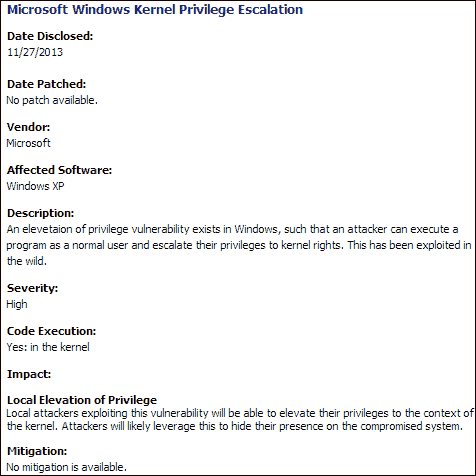 Microsoft Windows Kernel Privilege Escalation
Date Disclosed:
11/27/2013
Date Patched:
No patch available.
Vendor:
Microsoft
Affected Software:
Windows XP
Description:
An elevetaion of privilege vulnerability exists in Windows, such that an attacker can execute a
program as a normal user and escalate their privileges to kernel rights. This has been exploited in
the wild.
Severity:
High
Code Execution:
Yes: in the kernel
Impact:
Local Elevation of Privilege
Local attackers exploiting this vulnerability will be able to elevate their privileges to the context of
the kernel. Attackers will likely leverage this to hide their presence on the compromised system.
Mitigation:
No mitigation is available.